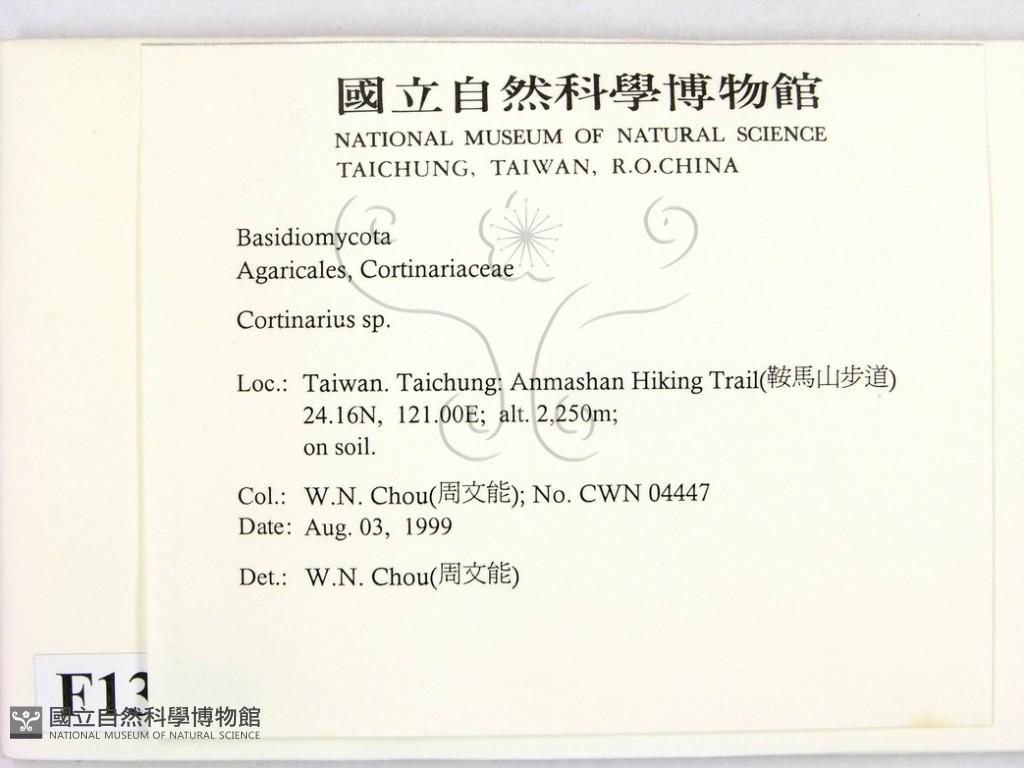 國立自然科學博物館
NATIONAL MUSEUM OF NATURAL SCIENCE
TAICHUNG, TAIWAN, R.O.CHINA
Basidiomycota
Agaricales, Cortinariaceae
Cortinarius sp.
Loc.: Taiwan. Taichung: Anmashan Hiking Trail(鞍馬山步道)
24.16N, 121.00E; alt. 2,250m;
on soil.
Col.: W.N. Chou(周文能); No. CWN 04447
Date: Aug. 03, 1999
Det.: W.N. Chou(周文能)
F13
國立自然科學博物館
NATIONAL MUSEUM OF NATURAL SCIENCE